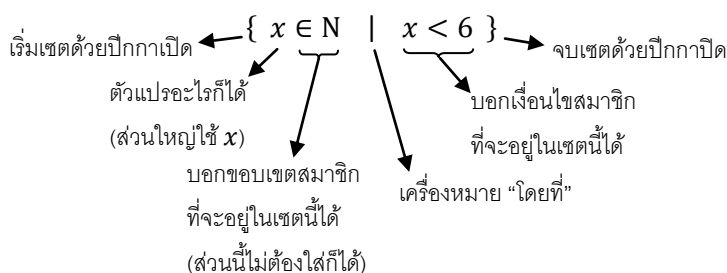 { x ∈ N | x < 6 }
เริ่มเซตด้วยปีกกาเปิด
จบเซตด้วยปีกกาปิด
ตัวแปรอะไรก็ได้
(ส่วนใหญ่ใช้ x)
บอกเงื่อนไขสมาชิก
ที่จะอยู่ในเซตนี้ได้
บอกขอบเขตสมาชิก
ที่จะอยู่ในเซตนี้ได้
(ส่วนนี้ไม่ต้องใส่ก็ได้)
เครื่องหมาย “โดยที่”